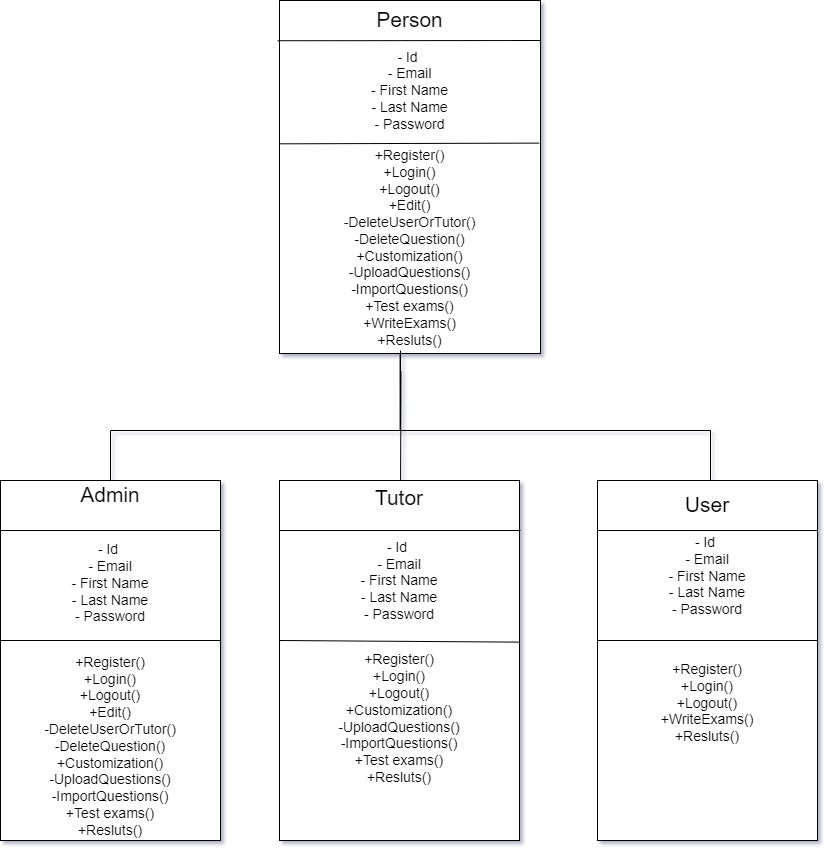 Person
- Id
- Email
- First Name
- Last Name
- Password
+Register()
+Login()
+Logout()
+Edit()
-DeleteUserOrTutor()
-DeleteQuestion()
+Customization()
-UploadQuestions()
-ImportQuestions()
+Test exams()
+WriteExams()
+Resluts()
Admin
- Id
- Email
- First Name
- Last Name
- Password
+Register()
+Login()
+Logout()
+Edit()
-DeleteUserOrTutor()
-DeleteQuestion()
+Customization()
-UploadQuestions()
-ImportQuestions()
+Test exams()
+Resluts()
Tutor
- Id
- Email
- First Name
- Last Name
- Password
+Register()
+Login()
+Logout()
+Customization()
-UploadQuestions()
-ImportQuestions()
+Test exams()
+Resluts()
User
- Id
- Email
- First Name
- Last Name
- Password
+Register()
+Login()
+Logout()
+WriteExams()
+Resluts()